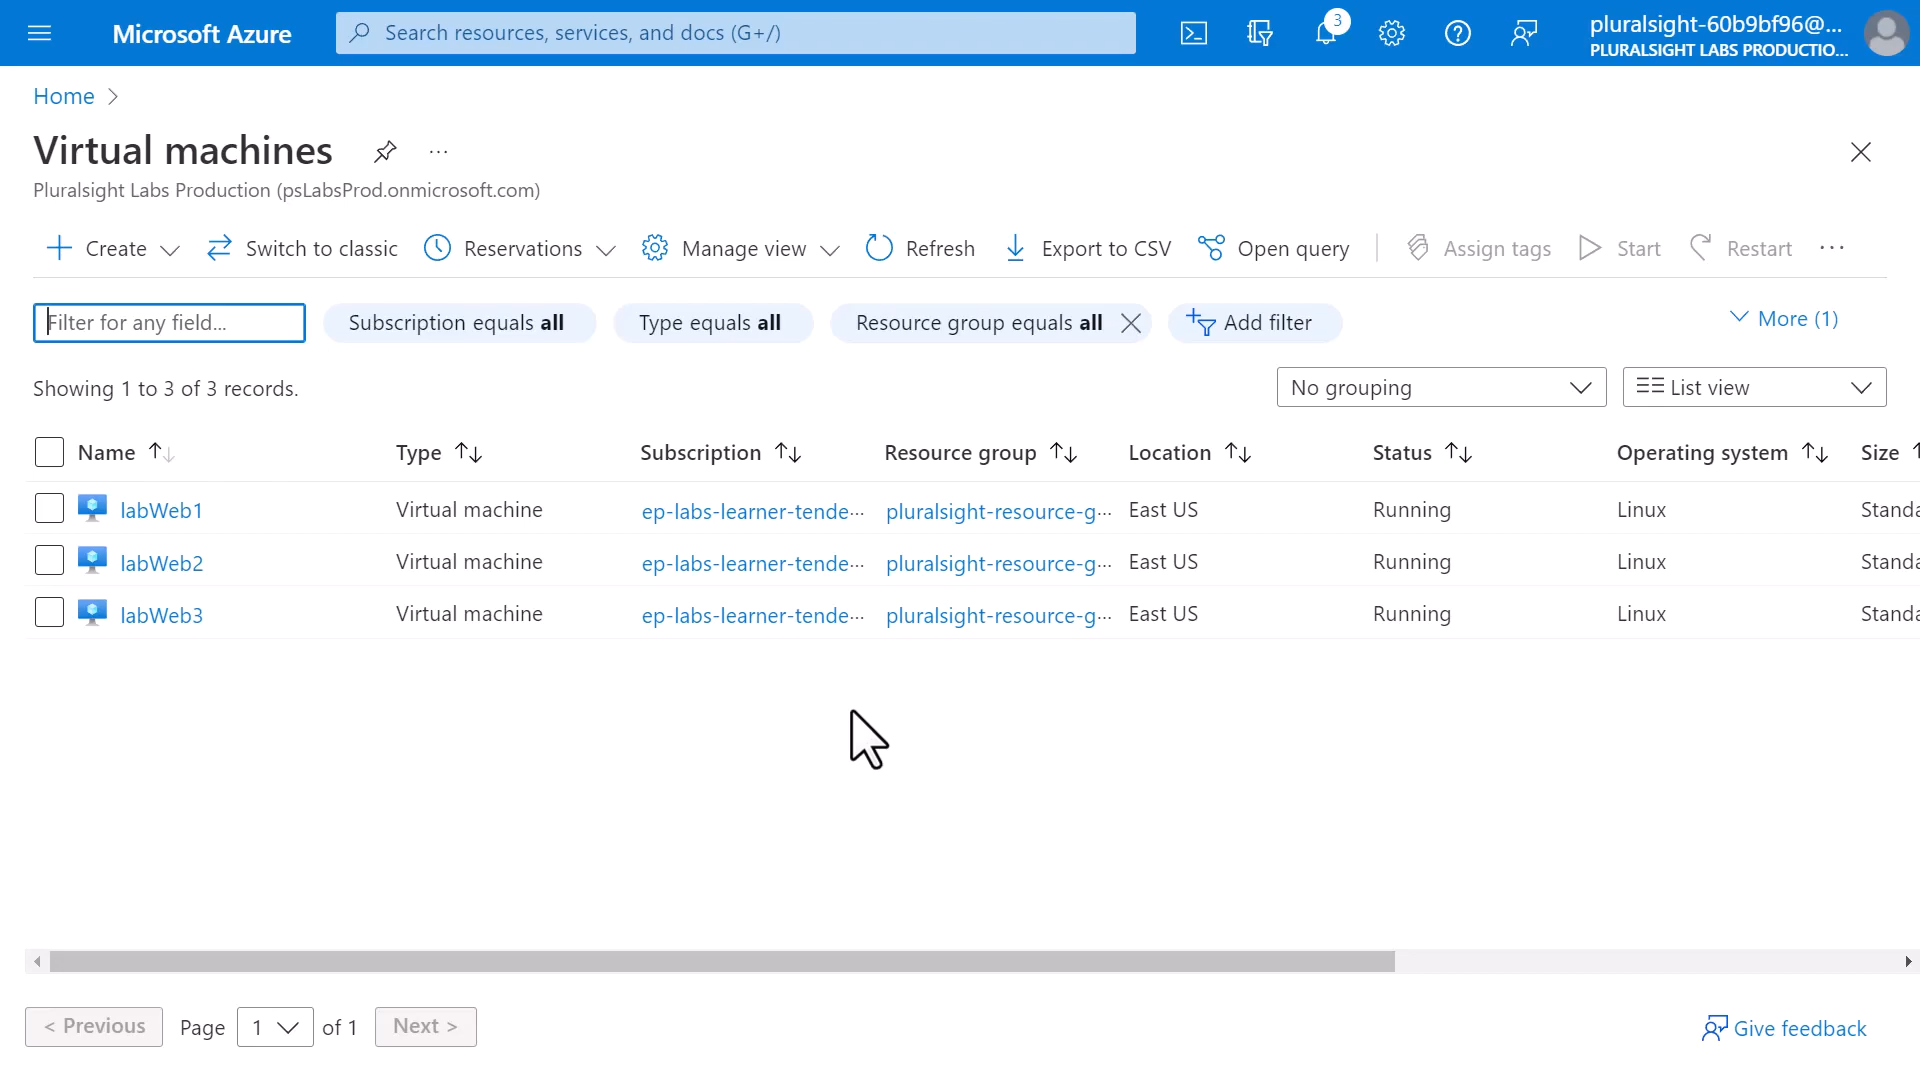 Microsoft Azure
Search resources, services, and docs (G+/)
3
pluralsight-60b9bf96@...
PLURALSIGHT LABS PRODUCTIO...
Home
Virtual machines
Pluralsight Labs Production (psLabsProd.onmicrosoft.com)
Create Switch to classic Reservations Manage view Refresh Export to CSV Open query Assign tags Start Restart
Filter for any field... Subscription equals all Type equals all Resource group equals all Add filter More (1)
Showing 1 to 3 of 3 records. No grouping List view
Name Type Subscription Resource group Location Status Operating system Size
labWeb1 Virtual machine ep-labs-learner-tende... pluralsight-resource-g... East US Running Linux Standa
labWeb2 Virtual machine ep-labs-learner-tende... pluralsight-resource-g... East US Running Linux Standa
labWeb3 Virtual machine ep-labs-learner-tende... pluralsight-resource-g... East US Running Linux Standa
< Previous Page 1 of 1 Next > Give feedback